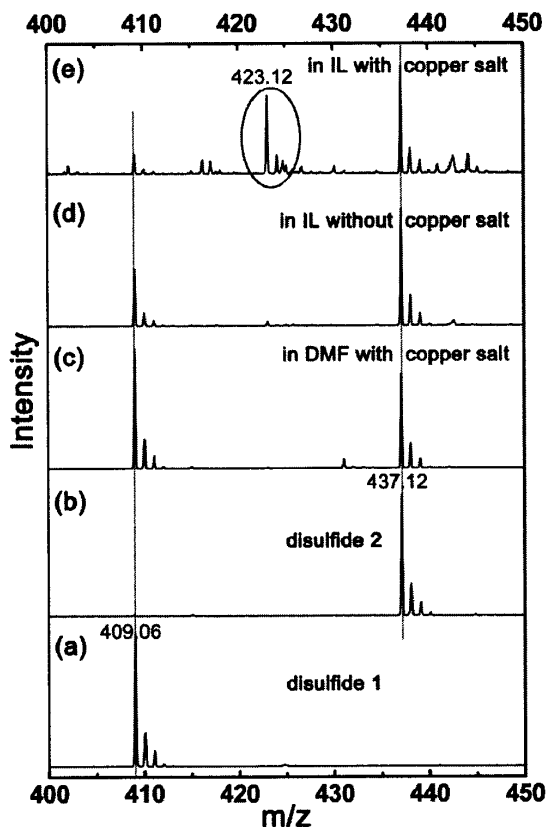 400 410 420 430 440 450
(e)
423.12
in IL with copper salt
(d)
in IL without copper salt
(c)
in DMF with copper salt
437.12
(b)
disulfide 2
409.06
(a)
disulfide 1
Intensity
400 410 420 430 440 450
m/z